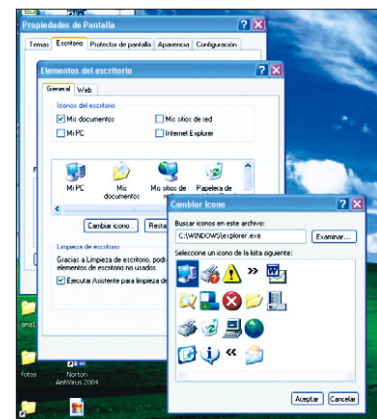 Propiedades de Pantalla
Temas Escritorio Protector de pantalla Apariencia Configuración
Elementos del escritorio
General Web
Iconos del escritorio
Mis documentos Mis sitios de red
Mi PC Internet Explorer
Mi PC Mis documentos Mis sitios de Papelera de
Cambiar icono... Resta
Limpieza de escritorio
Gracias a Limpieza de escritorio, podr
elementos de escritorio no usados.
Ejecutar Asistente para limpieza de
Cambiar icono
Buscar iconos en este archivo:
C:\WINDOWS\explorer.exe Examinar...
Seleccione un icono de la lista siguiente:
Aceptar Cancelar
fotos Norton
AntiVirus 2004